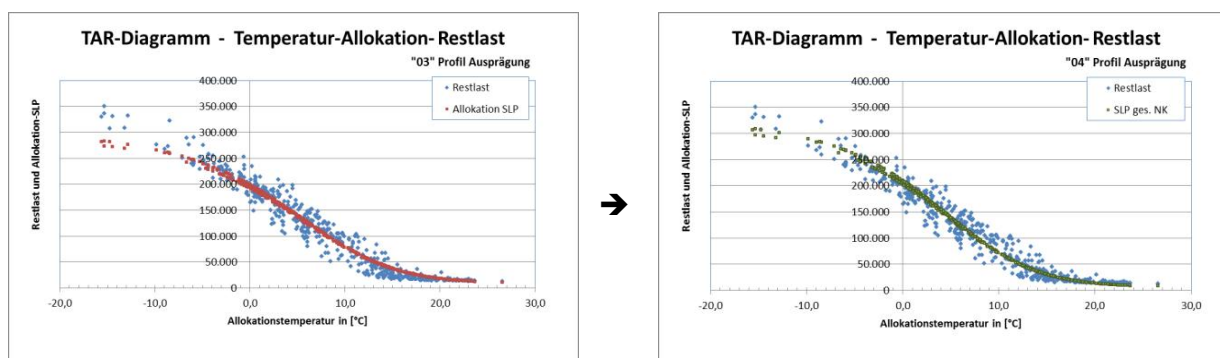 TAR-Diagramm - Temperatur-Allokation- Restlast
"03" Profil Ausprägung
Restlast und Allokation-SLP
400.000
350.000
300.000
250.000
200.000
150.000
100.000
50.000
0
Restlast
Allokation SLP
-20,0 -10,0 0,0 10,0 20,0 30,0
Allokationstemperatur in [°C]
➔
TAR-Diagramm - Temperatur-Allokation- Restlast
"04" Profil Ausprägung
Restlast und Allokation-SLP
400.000
350.000
300.000
250.000
200.000
150.000
100.000
50.000
0
Restlast
SLP ges. NK
-20,0 -10,0 0,0 10,0 20,0 30,0
Allokationstemperatur in [°C]